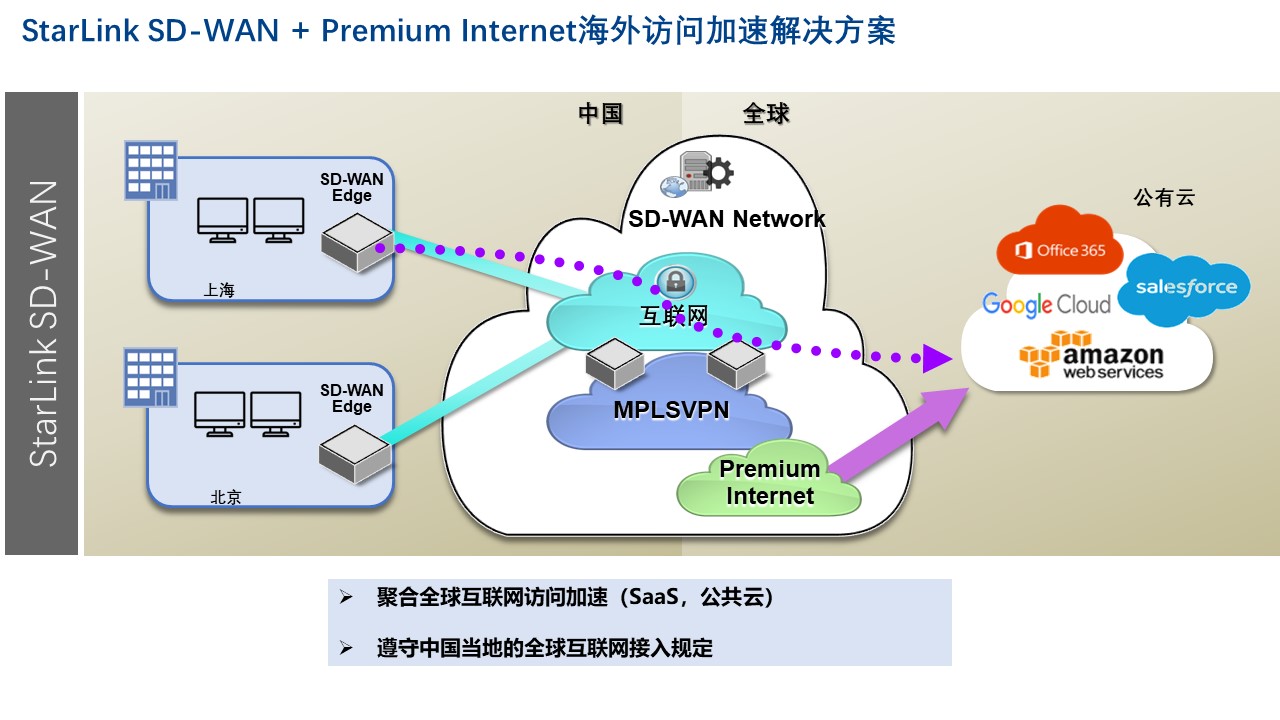 StarLink SD-WAN + Premium Internet海外访问加速解决方案
StarLink SD-WAN
中国
全球
SD-WAN
Edge
上海
SD-WAN
Edge
北京
SD-WAN Network
互联网
MPLSVPN
Premium
Internet
公有云
Office 365
salesforce
Google Cloud
amazon
web services
➢ 聚合全球互联网访问加速（SaaS，公共云）
➢ 遵守中国当地的全球互联网接入规定